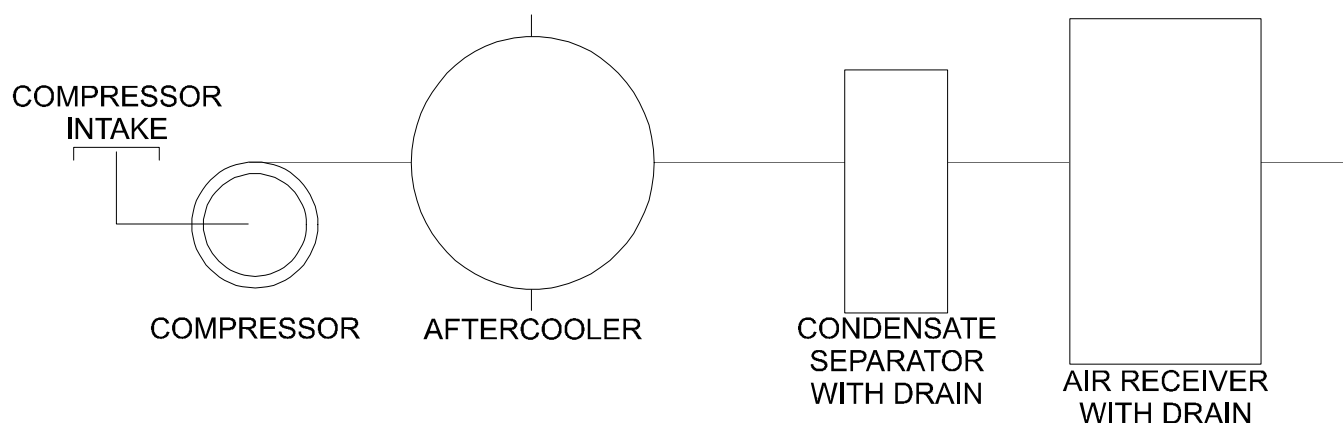 COMPRESSOR
INTAKE
COMPRESSOR
AFTERCOOLER
CONDENSATE
SEPARATOR
WITH DRAIN
AIR RECEIVER
WITH DRAIN